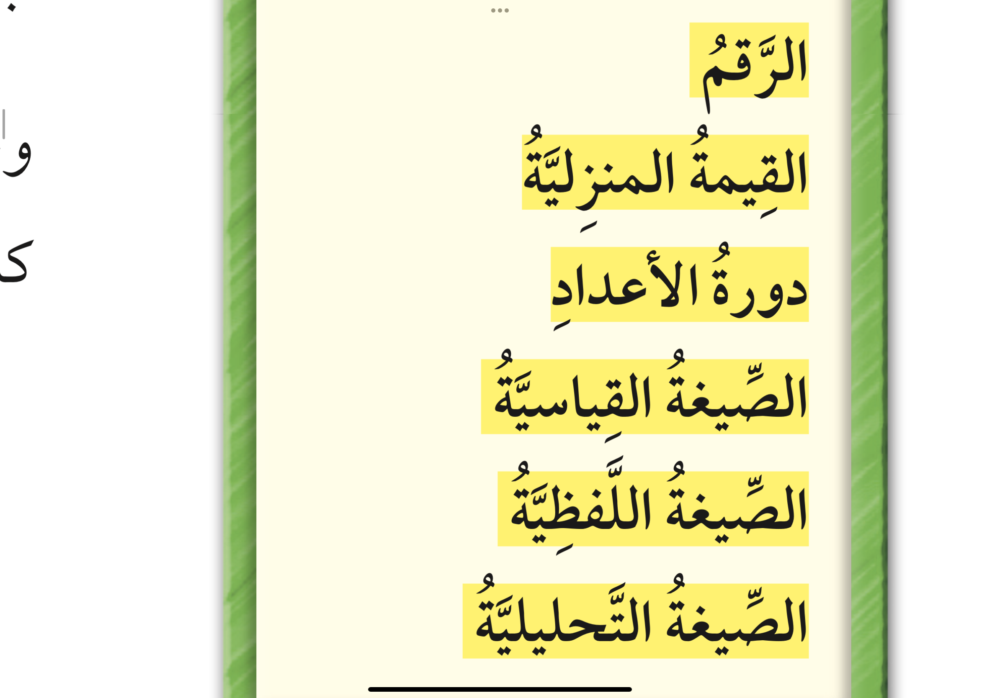 الرَّقمُ
القِيمةُ المنزِليَّةُ
دورةُ الأعدادِ
الصِّيغةُ القِياسيَّةُ
الصِّيغةُ اللَّفظِيَّةُ
الصِّيغةُ التَّحليليَّةُ
و